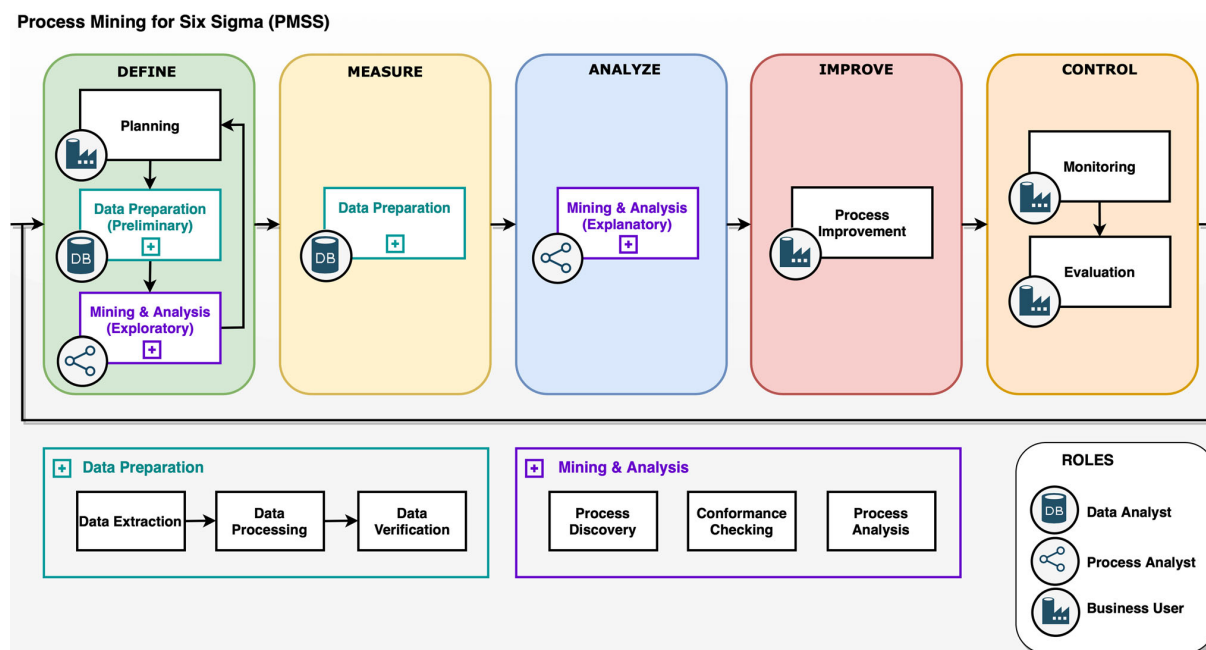 Process Mining for Six Sigma (PMSS)
DEFINE
Planning
Data Preparation
(Preliminary)
DB
Mining & Analysis
(Exploratory)
MEASURE
Data Preparation
DB
ANALYZE
Mining & Analysis
(Explanatory)
IMPROVE
Process
Improvement
CONTROL
Monitoring
Evaluation
Data Preparation
Data Extraction
Data
Processing
Data
Verification
Mining & Analysis
Process
Discovery
Conformance
Checking
Process
Analysis
ROLES
DB
Data Analyst
Process Analyst
Business User